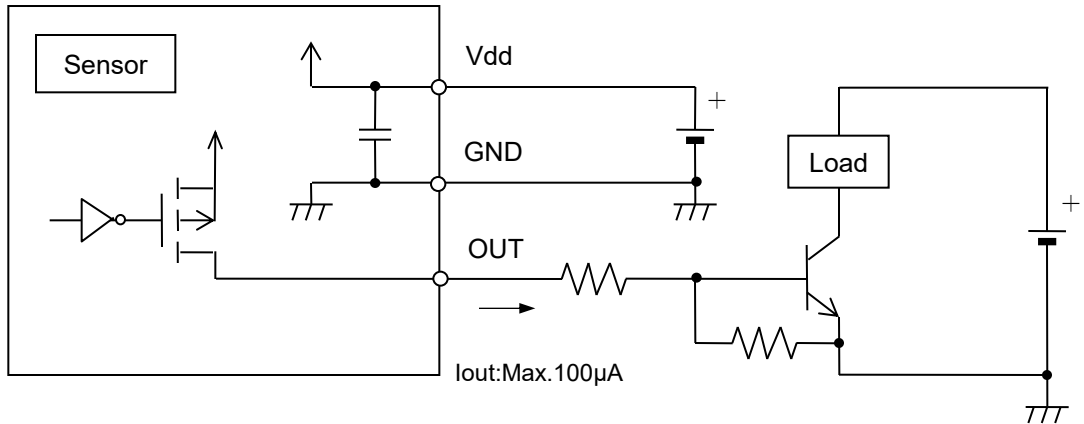 Sensor
Vdd
+
GND
Load
+
OUT
Iout:Max.100μA